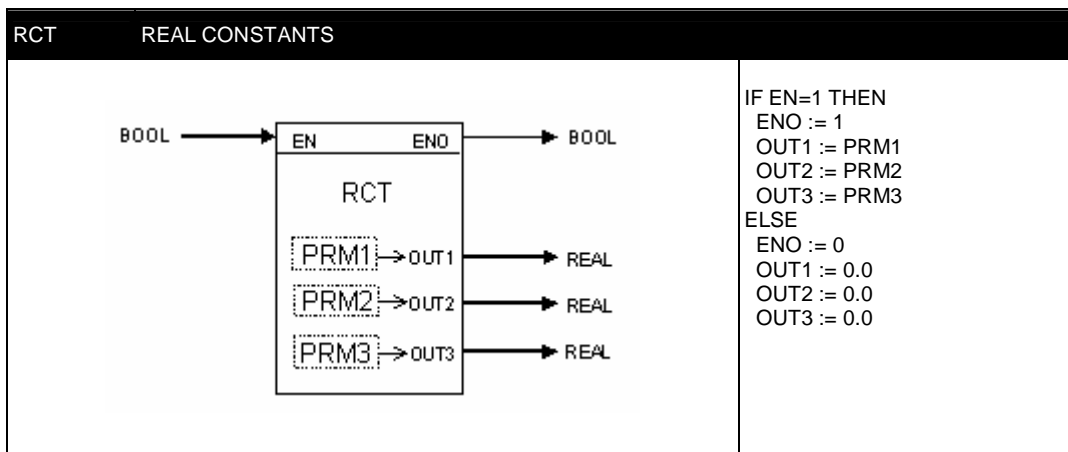 RCT REAL CONSTANTS
BOOL EN ENO BOOL
RCT
PRM1 OUT1 REAL
PRM2 OUT2 REAL
PRM3 OUT3 REAL
IF EN=1 THEN
ENO := 1
OUT1 := PRM1
OUT2 := PRM2
OUT3 := PRM3
ELSE
ENO := 0
OUT1 := 0.0
OUT2 := 0.0
OUT3 := 0.0